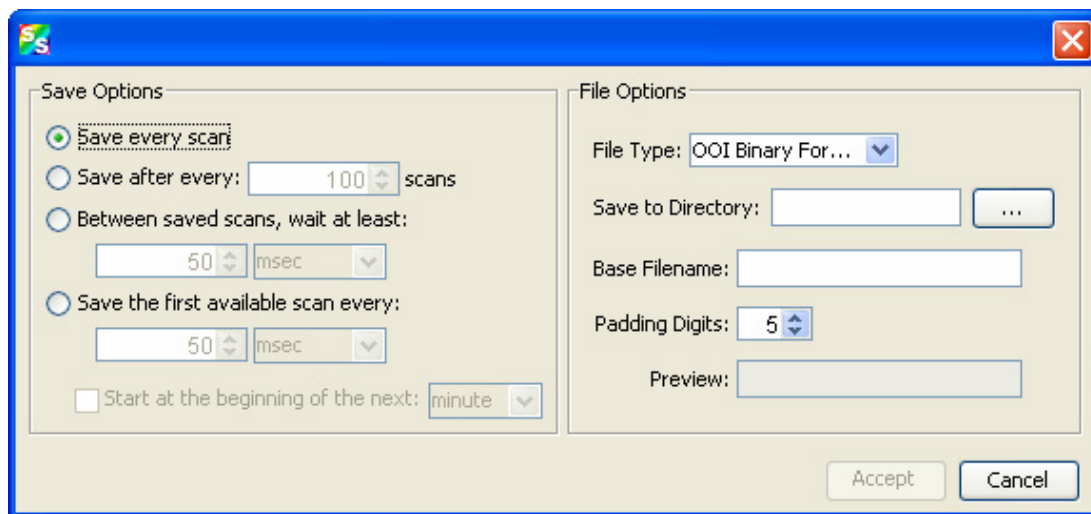 SS
Save Options
Save every scan
Save after every: 100 scans
Between saved scans, wait at least:
50 msec
Save the first available scan every:
50 msec
Start at the beginning of the next: minute
File Options
File Type: OOI Binary For...
Save to Directory: ...
Base Filename:
Padding Digits: 5
Preview:
Accept Cancel